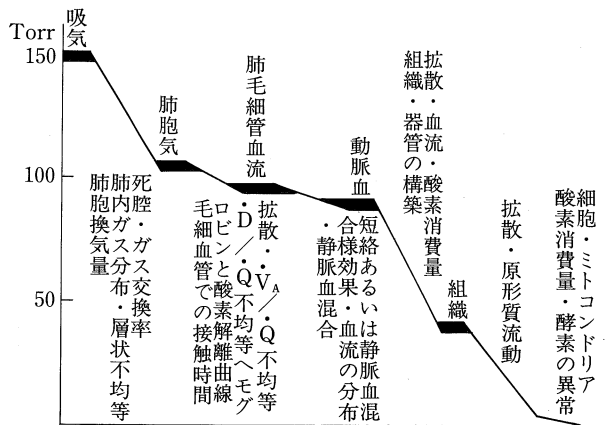 Torr
150
100
50
吸気
肺胞気
肺毛細管血流
動脈血
拡散・血流・酸素消費量
組織・器管の構築
組織
細胞・ミトコンドリア
酸素消費量・酵素の異常
死腔・ガス交換率
肺内ガス分布・層状不均等
肺胞換気量
拡散・・VA/・Q不均等
・D/・Q不均等ヘモグ
ロビンと酸素解離曲線
毛細血管での接触時間
短絡あるいは静脈血混
合様効果・血流の分布
・静脈血混合
拡散・原形質流動